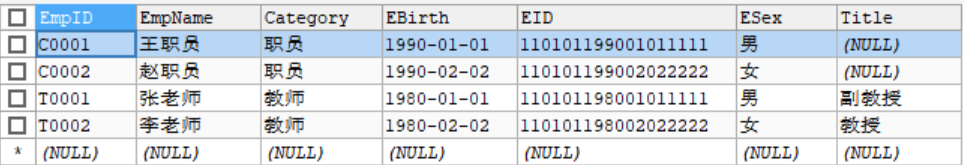 EmpID EmpName Category EBirth EID ESex Title
C0001 王职员 职员 1990-01-01 110101199001011111 男 (NULL)
C0002 赵职员 职员 1990-02-02 110101199002022222 女 (NULL)
T0001 张老师 教师 1980-01-01 110101198001011111 男 副教授
T0002 李老师 教师 1980-02-02 110101198002022222 女 教授
* (NULL) (NULL) (NULL) (NULL) (NULL) (NULL) (NULL)